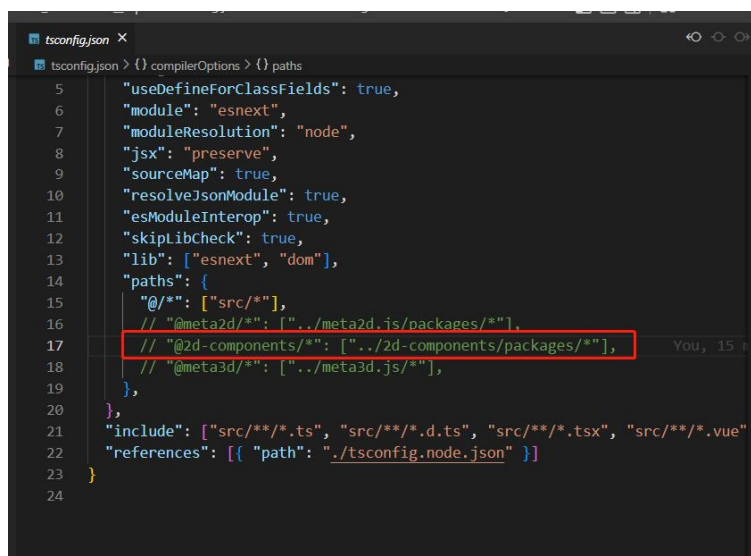 tsconfig.json
tsconfig.json > {} compilerOptions > {} paths
5 "useDefineForClassFields": true,
6 "module": "esnext",
7 "moduleResolution": "node",
8 "jsx": "preserve",
9 "sourceMap": true,
10 "resolveJsonModule": true,
11 "esModuleInterop": true,
12 "skipLibCheck": true,
13 "lib": ["esnext", "dom"],
14 "paths": {
15 "@/*": ["src/*"],
16 // "@meta2d/*": ["../meta2d.js/packages/*"],
17 // "@2d-components/*": ["../2d-components/packages/*"], You, 15
18 // "@meta3d/*": ["../meta3d.js/*"],
19 },
20 },
21 "include": ["src/**/*.ts", "src/**/*.d.ts", "src/**/*.tsx", "src/**/*.vue"
22 "references": [{ "path": "./tsconfig.node.json" }]
23 }
24